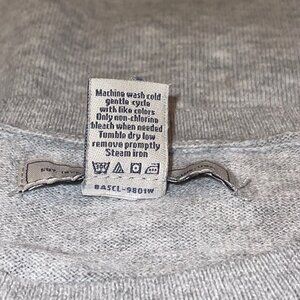 Machine wash cold
gentle cycle
with like colors
Only non-chlorine
bleach when needed
Tumble dry low
remove promptly
Steam iron
BASCL-9801W